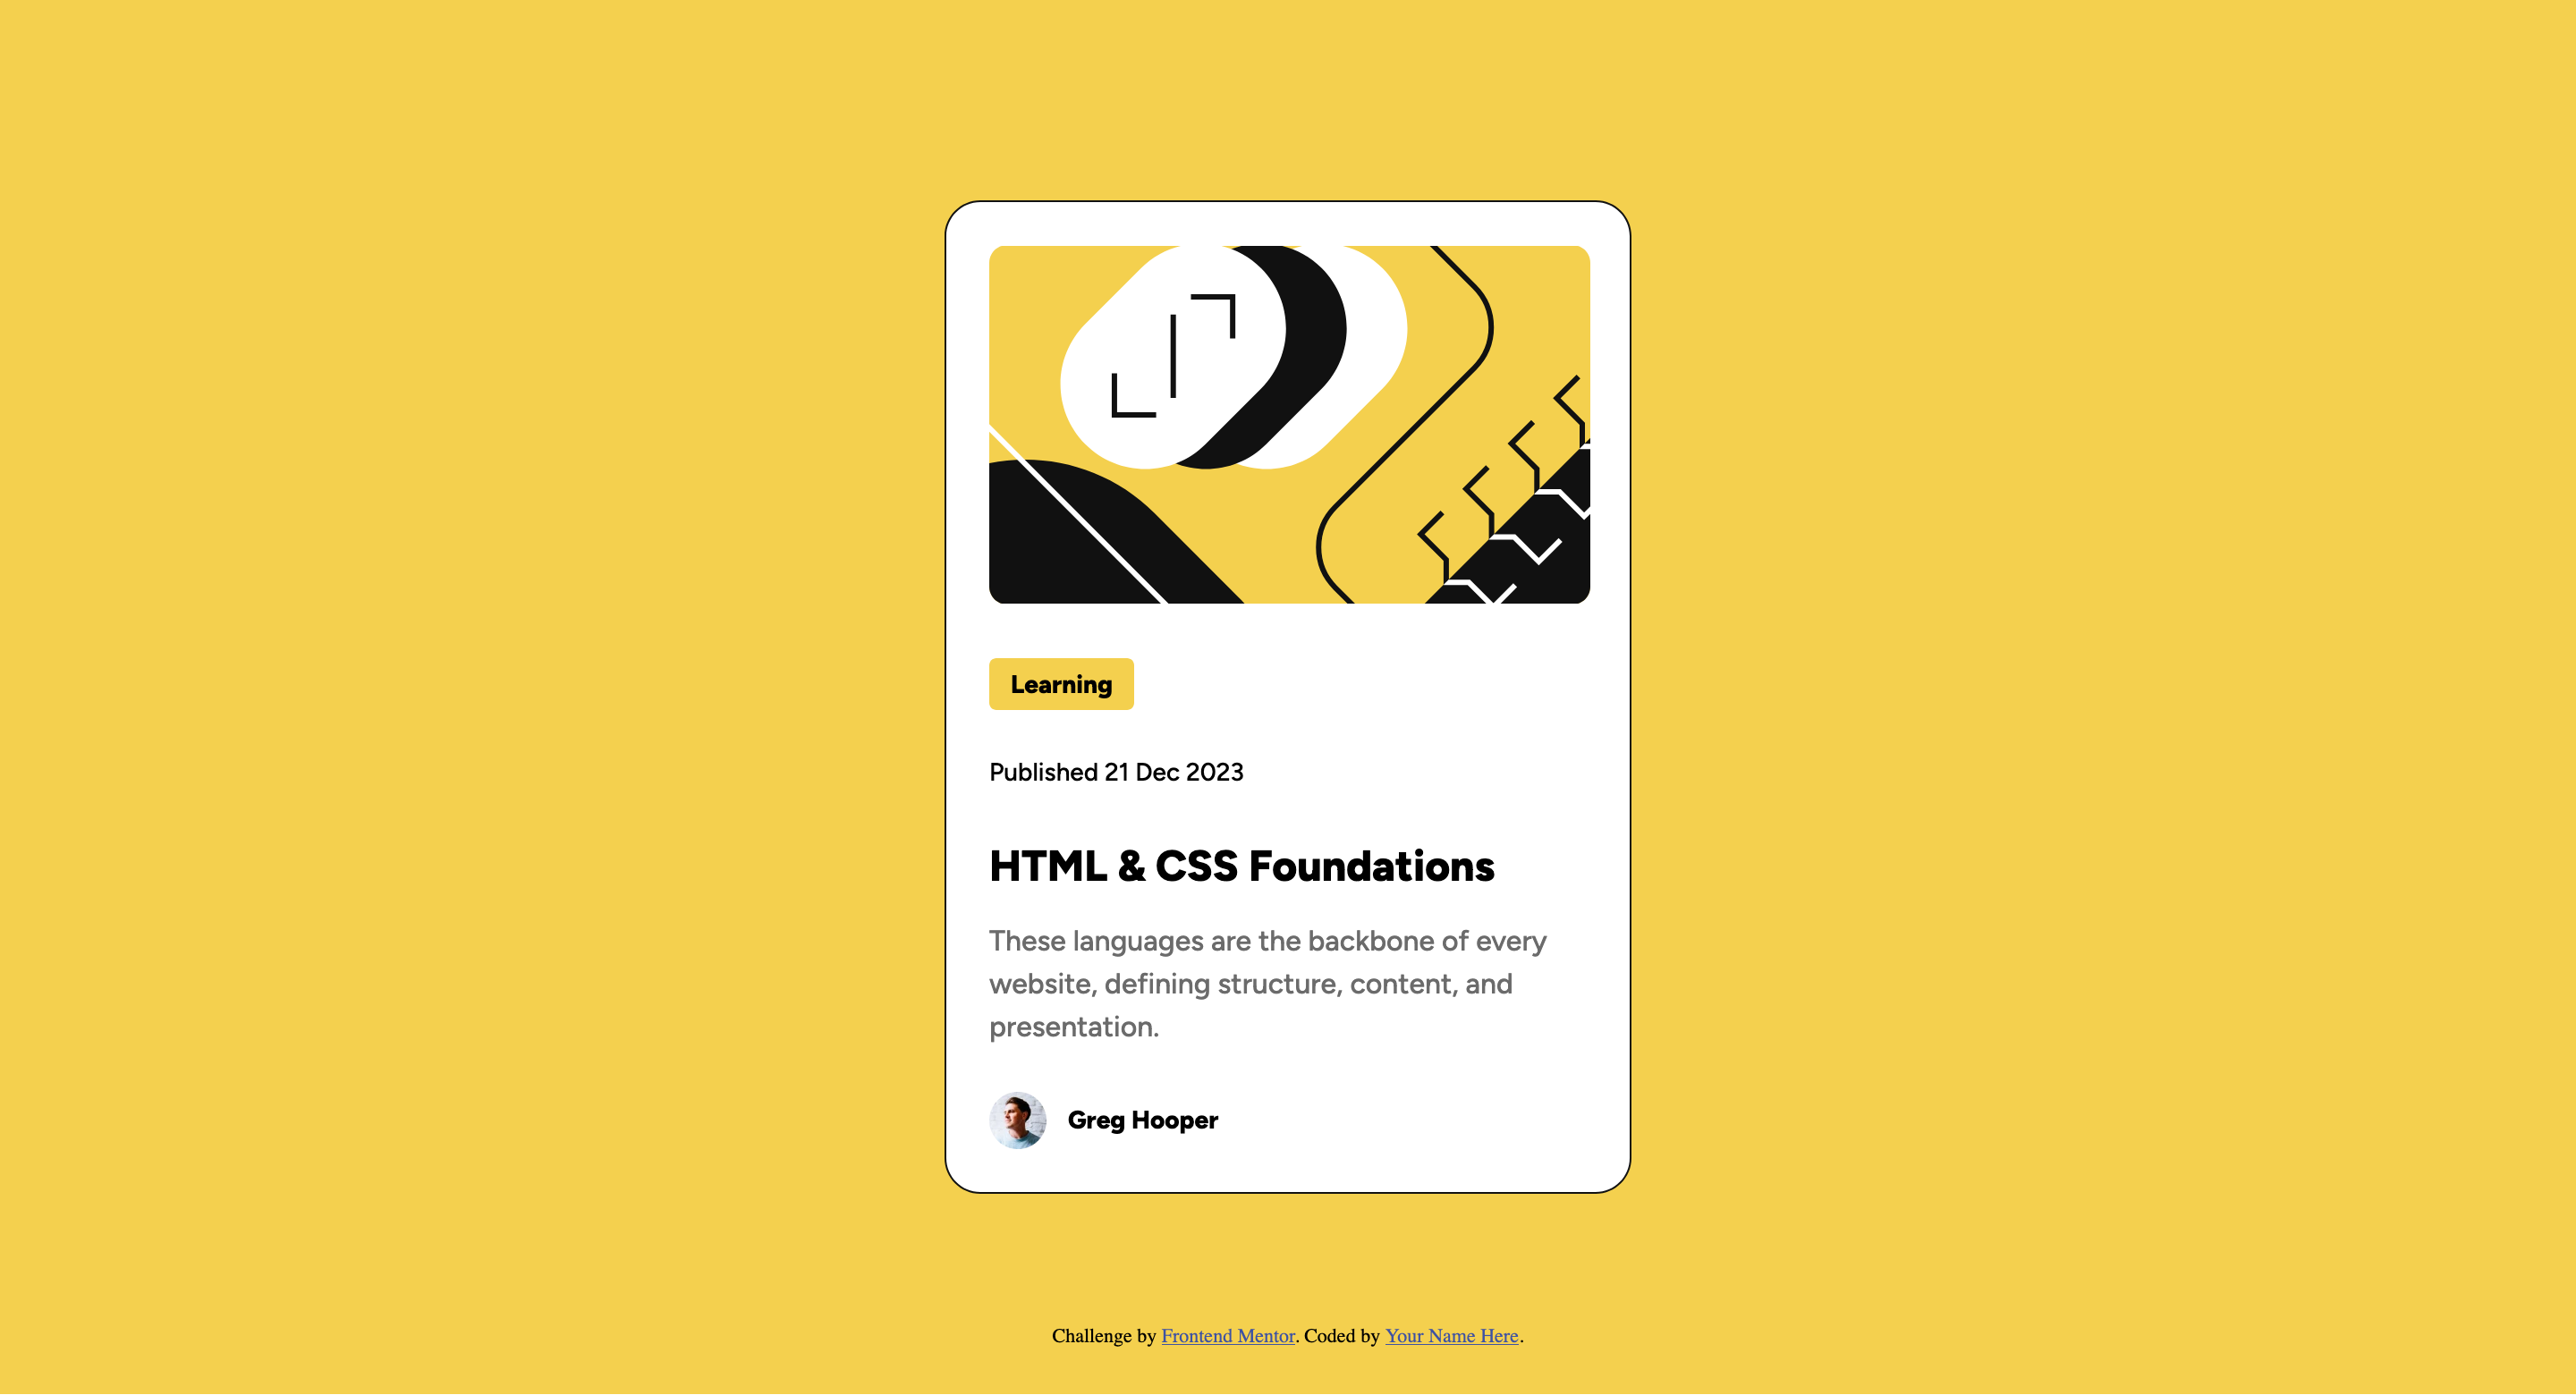 Learning
Published 21 Dec 2023
HTML & CSS Foundations
These languages are the backbone of every
website, defining structure, content, and
presentation.
Greg Hooper
Challenge by Frontend Mentor. Coded by Your Name Here.